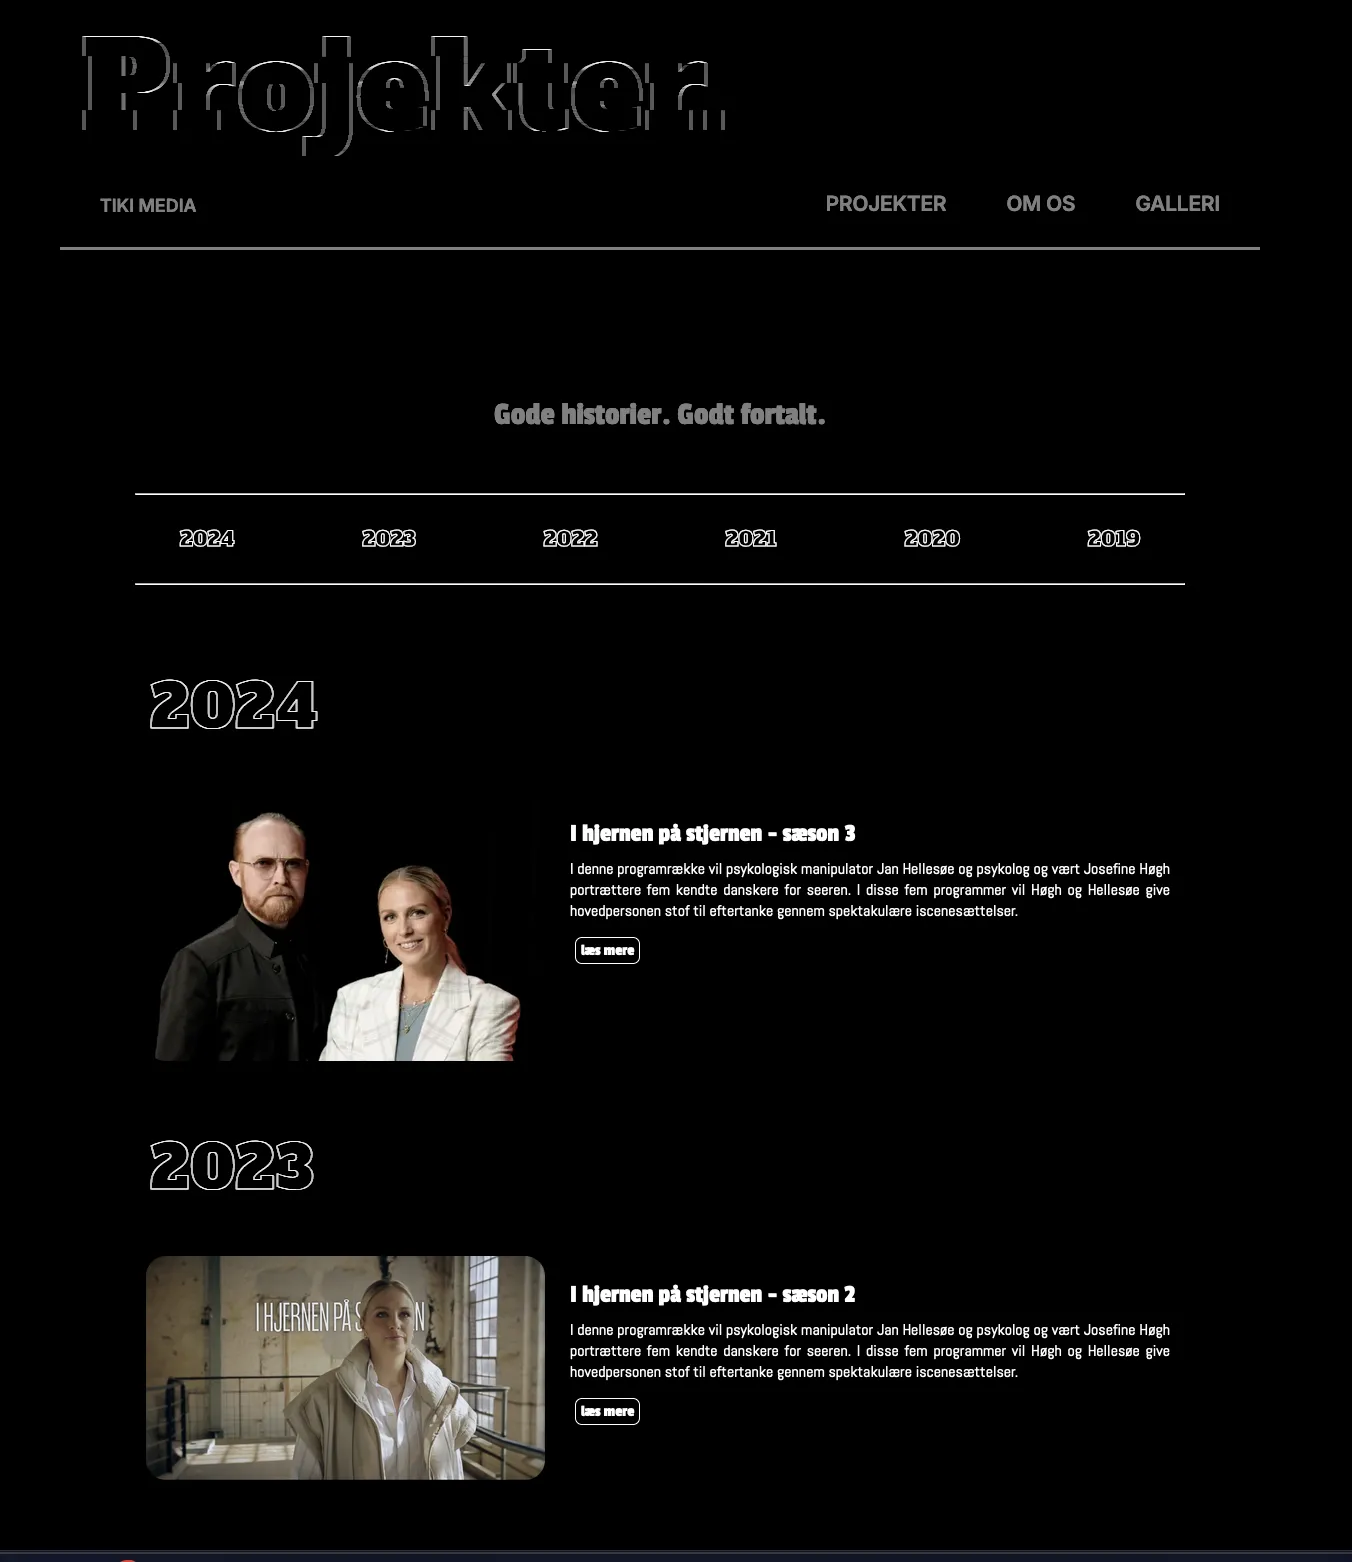 Projekter.
TIKI MEDIA
PROJEKTER OM OS GALLERI
Gode historier. Godt fortalt.
2024 2023 2022 2021 2020 2019
2024
I hjernen på stjernen - sæson 3
I denne programrække vil psykologisk manipulator Jan Hellesøe og psykolog og vært Josefine Høgh
portrættere fem kendte danskere for seeren. I disse fem programmer vil Høgh og Hellesøe give
hovedpersonen stof til eftertanke gennem spektakulære iscenesættelser.
læs mere
2023
I HJERNEN PÅ S N
I hjernen på stjernen - sæson 2
I denne programrække vil psykologisk manipulator Jan Hellesøe og psykolog og vært Josefine Høgh
portrættere fem kendte danskere for seeren. I disse fem programmer vil Høgh og Hellesøe give
hovedpersonen stof til eftertanke gennem spektakulære iscenesættelser.
læs mere